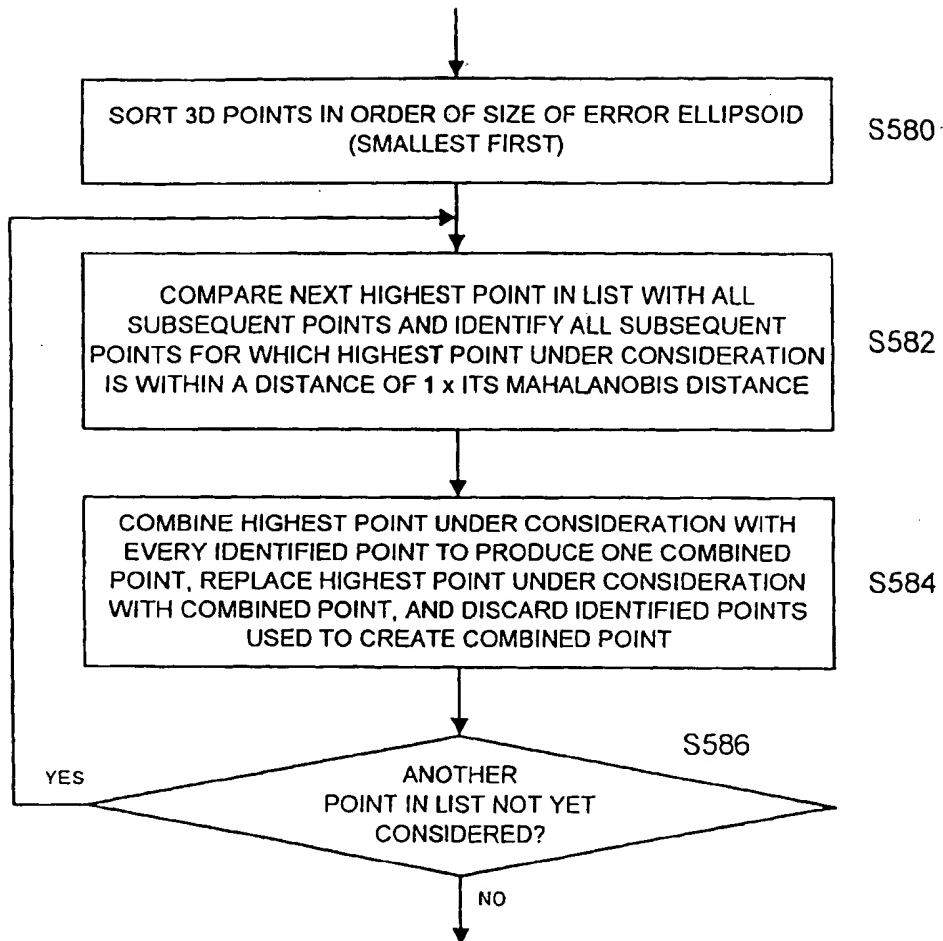 SORT 3D POINTS IN ORDER OF SIZE OF ERROR ELLIPSOID
(SMALLEST FIRST)
S580
COMPARE NEXT HIGHEST POINT IN LIST WITH ALL
SUBSEQUENT POINTS AND IDENTIFY ALL SUBSEQUENT
POINTS FOR WHICH HIGHEST POINT UNDER CONSIDERATION
IS WITHIN A DISTANCE OF 1 x ITS MAHALANOBIS DISTANCE
S582
COMBINE HIGHEST POINT UNDER CONSIDERATION WITH
EVERY IDENTIFIED POINT TO PRODUCE ONE COMBINED
POINT, REPLACE HIGHEST POINT UNDER CONSIDERATION
WITH COMBINED POINT, AND DISCARD IDENTIFIED POINTS
USED TO CREATE COMBINED POINT
S584
S586
YES
ANOTHER
POINT IN LIST NOT YET
CONSIDERED?
NO